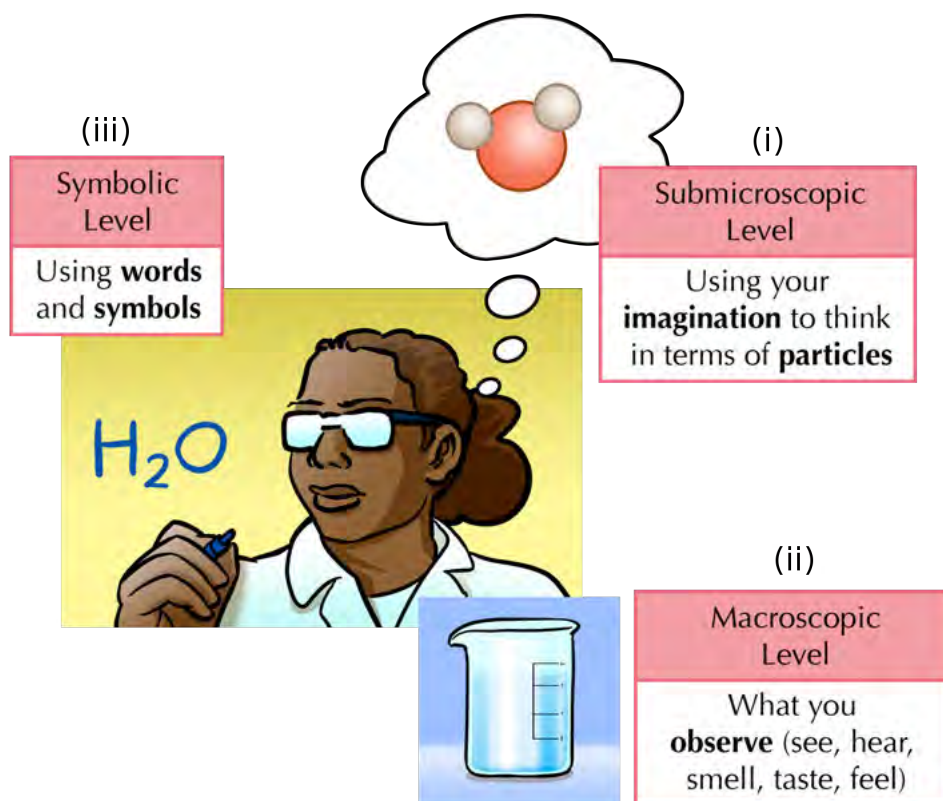 (iii)
Symbolic
Level
Using words
and symbols
(i)
Submicroscopic
Level
Using your
imagination to think
in terms of particles
H₂O
(ii)
Macroscopic
Level
What you
observe (see, hear,
smell, taste, feel)